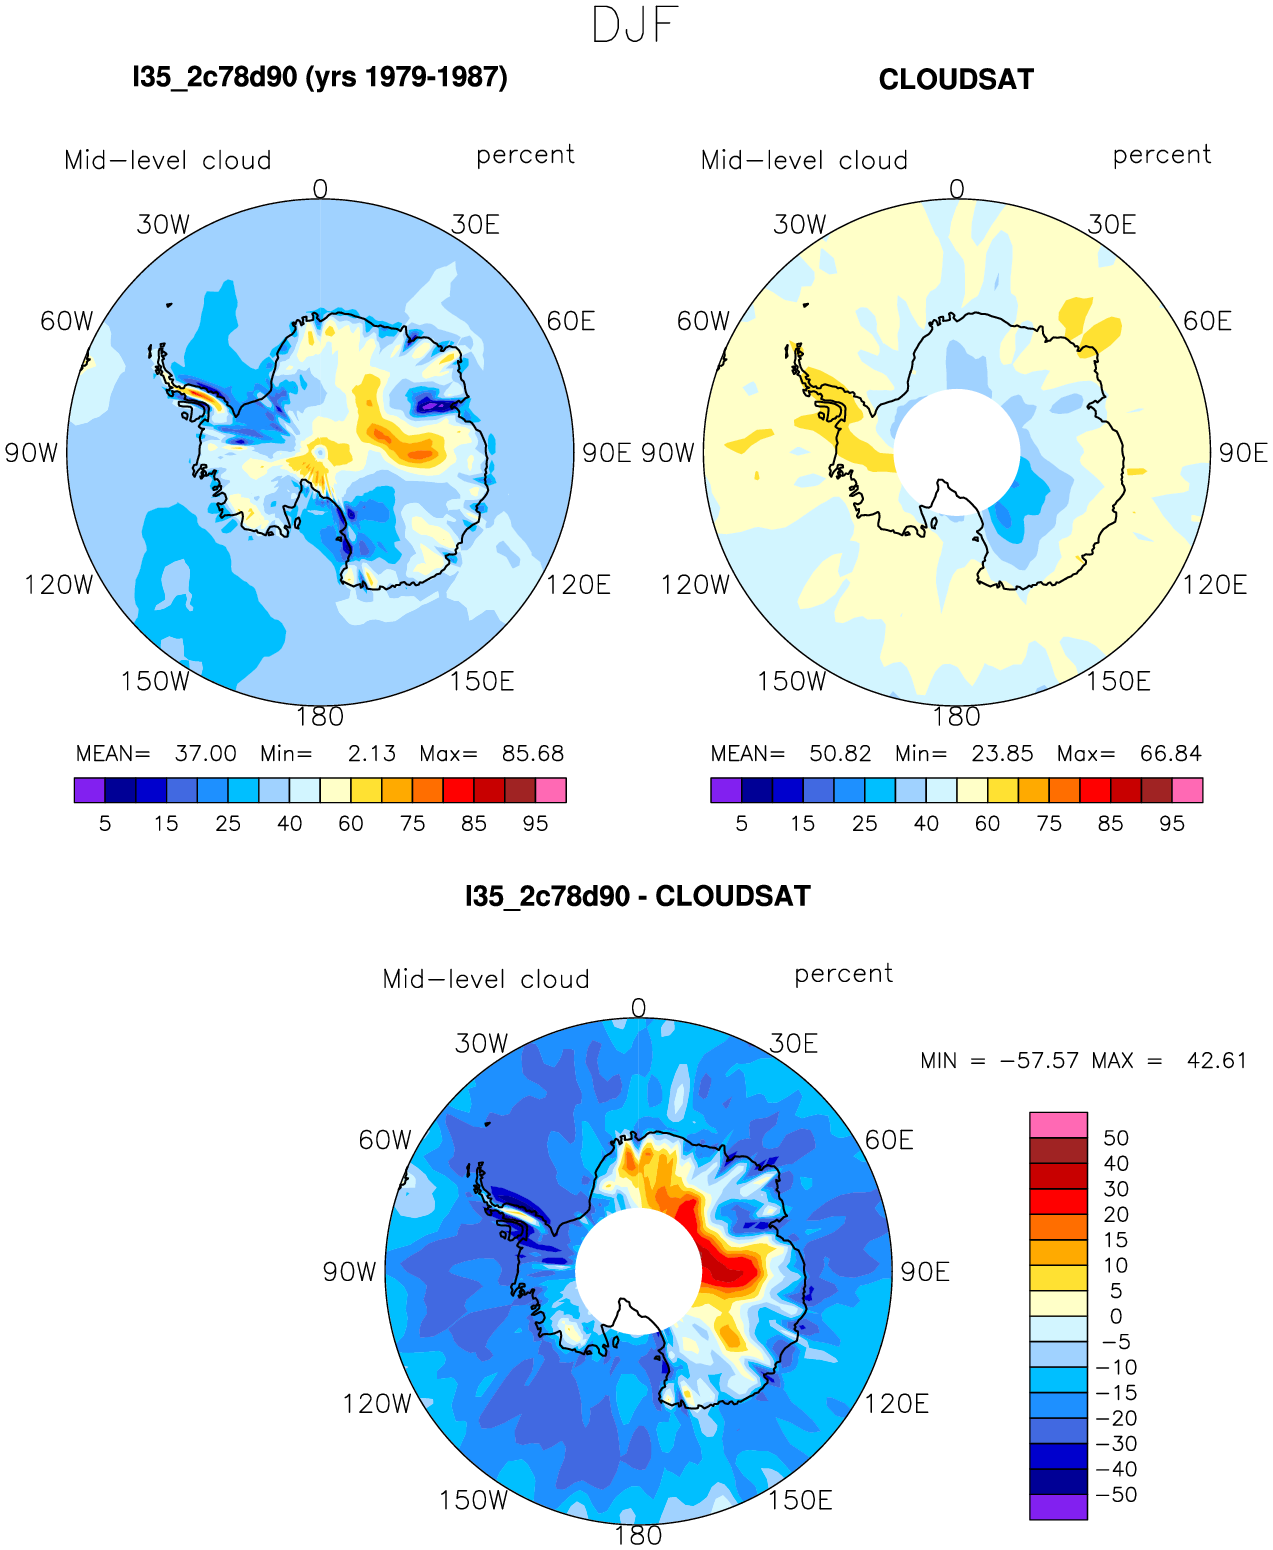 DJF
I35_2c78d90 (yrs 1979-1987)
Mid-level cloud percent
0
30W 30E
60W 60E
90W 90E
120W 120E
150W 150E
180
MEAN= 37.00 Min= 2.13 Max= 85.68
5 15 25 40 60 75 85 95
CLOUDSAT
Mid-level cloud percent
0
30W 30E
60W 60E
90W 90E
120W 120E
150W 150E
180
MEAN= 50.82 Min= 23.85 Max= 66.84
5 15 25 40 60 75 85 95
I35_2c78d90 - CLOUDSAT
Mid-level cloud percent
0
30W 30E
60W 60E
90W 90E
120W 120E
150W 150E
180
MIN = -57.57 MAX = 42.61
50
40
30
20
15
10
5
0
-5
-10
-15
-20
-30
-40
-50